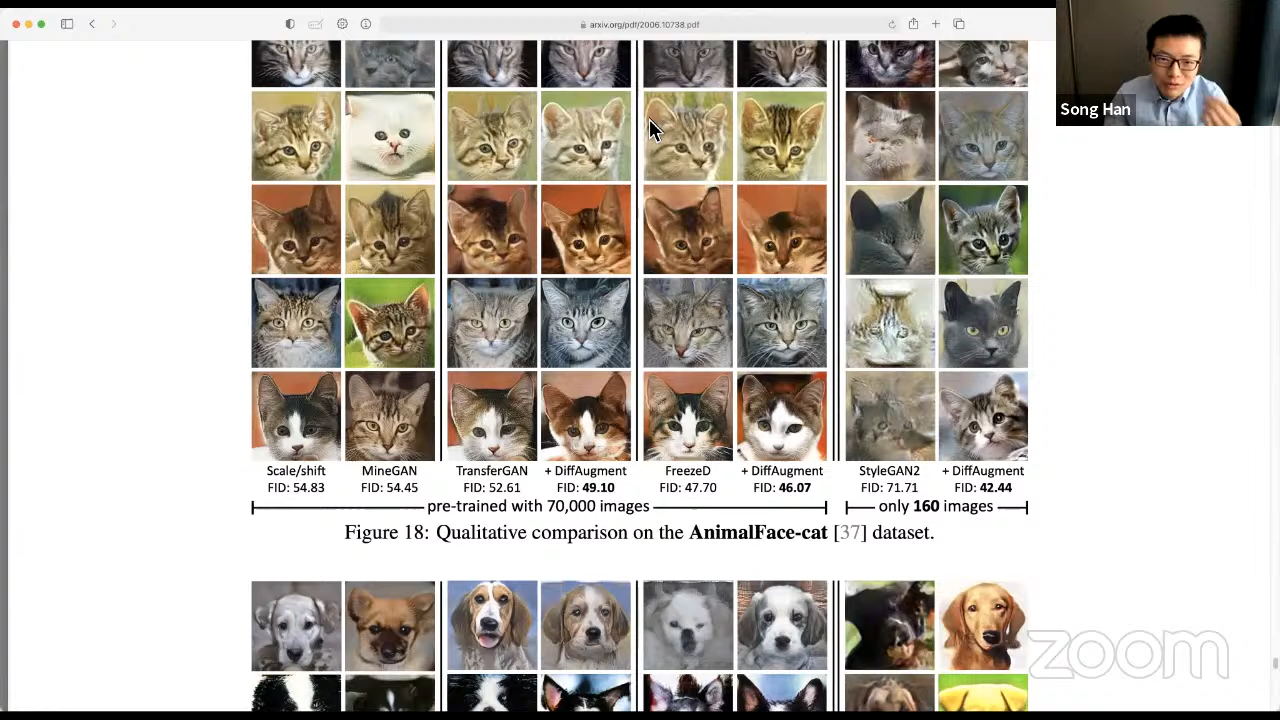 arxiv.org/pdf/2006.10738.pdf
Song Han
Scale/shift MineGAN TransferGAN + DiffAugment FreezeD + DiffAugment StyleGAN2 + DiffAugment
FID: 54.83 FID: 54.45 FID: 52.61 FID: 49.10 FID: 47.70 FID: 46.07 FID: 71.71 FID: 42.44
pre-trained with 70,000 images only 160 images
Figure 18: Qualitative comparison on the AnimalFace-cat [37] dataset.
zoom